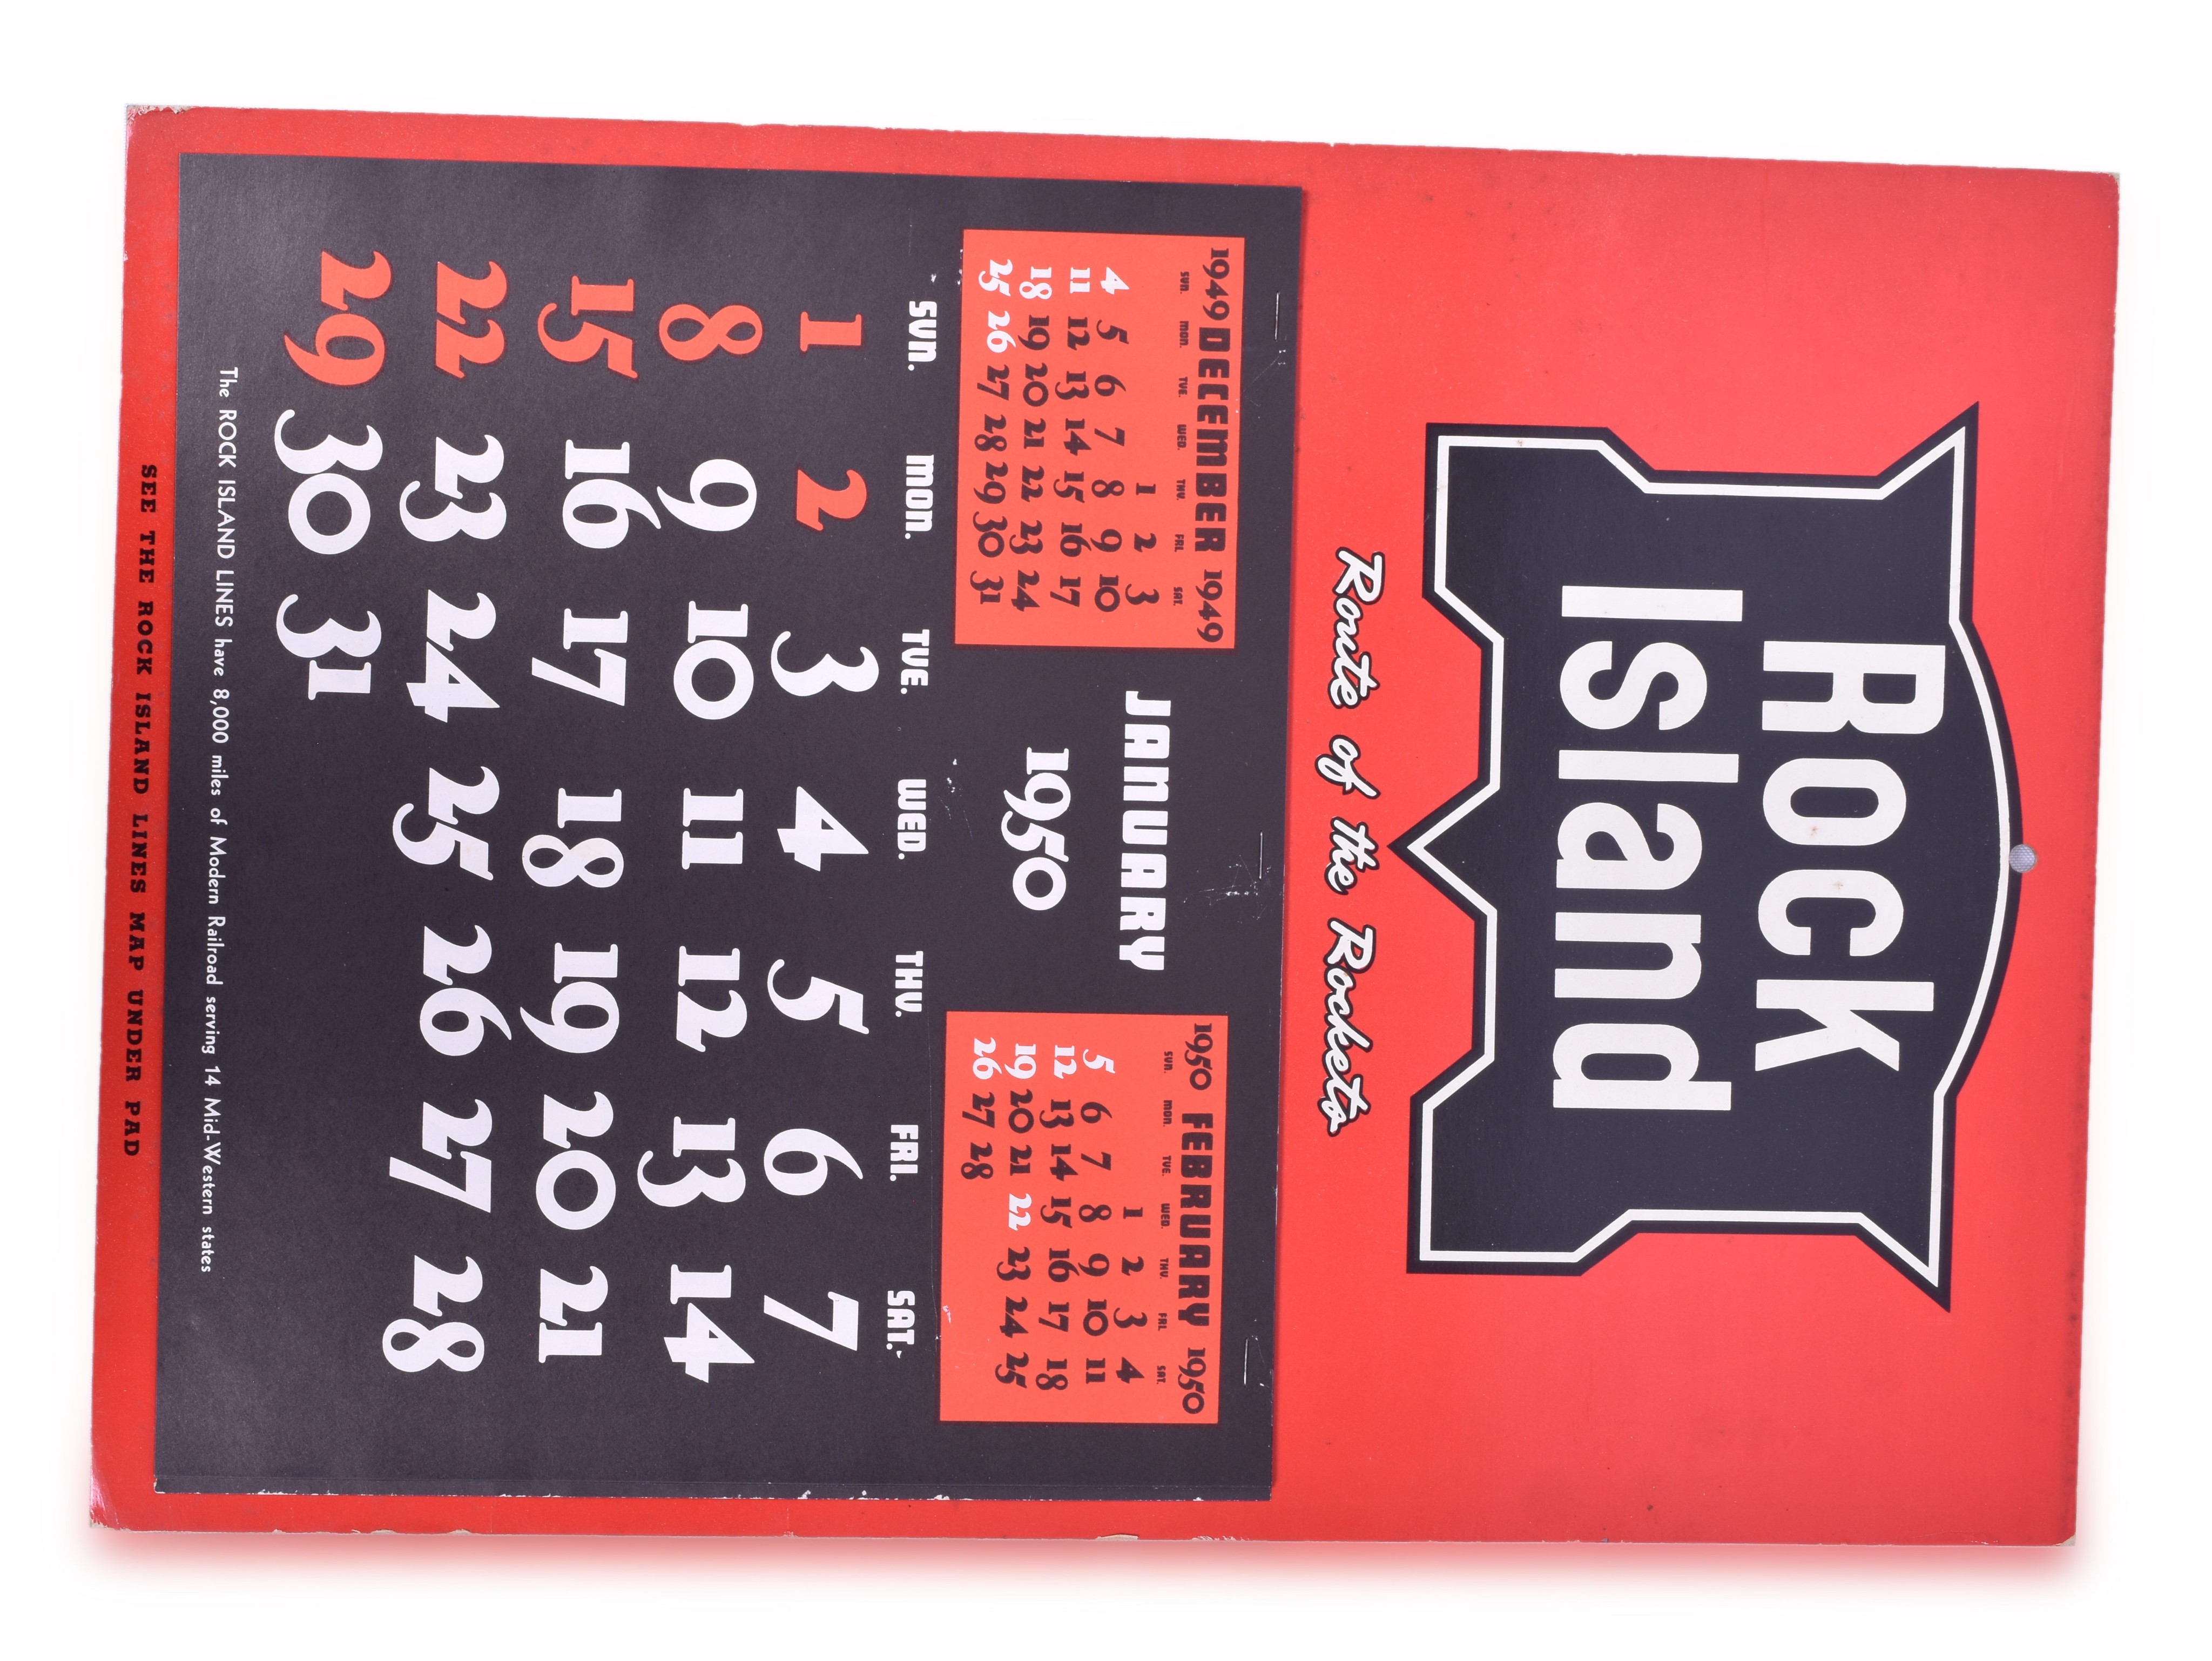 Rock
Island
Route of the Rockets
1949 DECEMBER 1949
SUN. MON. TUE. WED. THU. FRI. SAT.
1 2 3
4 5 6 7 8 9 10
11 12 13 14 15 16 17
18 19 20 21 22 23 24
25 26 27 28 29 30 31
JANUARY
1950
1950 FEBRUARY 1950
SUN. MON. TUE. WED. THU. FRI. SAT.
1 2 3 4
5 6 7 8 9 10 11
12 13 14 15 16 17 18
19 20 21 22 23 24 25
26 27 28
SUN. MON. TUE. WED. THU. FRI. SAT.
1 2 3 4 5 6 7
8 9 10 11 12 13 14
15 16 17 18 19 20 21
22 23 24 25 26 27 28
29 30 31
The ROCK ISLAND LINES have 8,000 miles of Modern Railroad serving 14 Mid-Western states
SEE THE ROCK ISLAND LINES MAP UNDER PAD